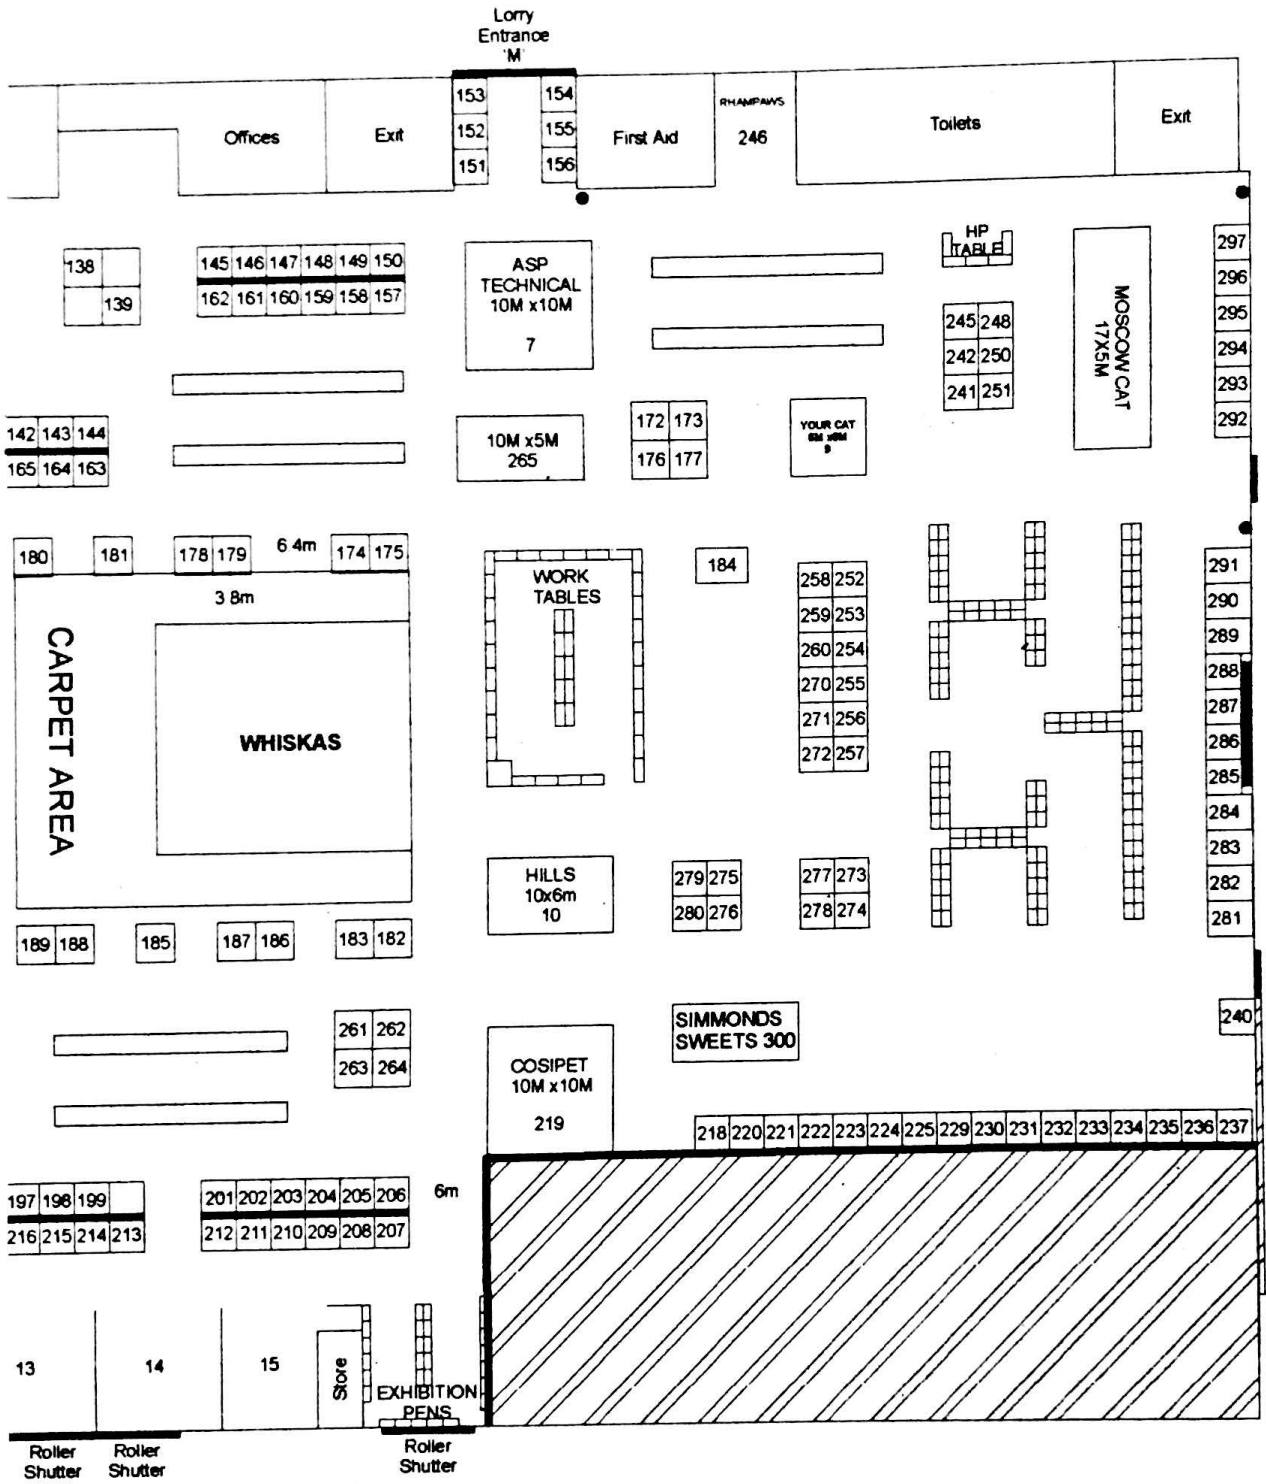 Lorry
Entrance
'M'
153 154
152 155
151 156
Offices
Exit
First Aid
RHAMPAWS
246
Toilets
Exit
138
139
145 146 147 148 149 150
162 161 160 159 158 157
ASP
TECHNICAL
10M x10M
7
HP
TABLE
245 248
242 250
241 251
MOSCOW CAT
17X5M
297
296
295
294
293
292
142 143 144
165 164 163
10M x5M
265
172 173
176 177
YOUR CAT
6M x6M
9
180
181
178 179
6 4m
174 175
3 8m
CARPET AREA
WHISKAS
WORK
TABLES
184
258 252
259 253
260 254
270 255
271 256
272 257
291
290
289
288
287
286
285
284
283
282
281
HILLS
10x6m
10
279 275
280 276
277 273
278 274
189 188
185
187 186
183 182
261 262
263 264
COSIPET
10M x10M
219
SIMMONDS
SWEETS 300
240
218 220 221 222 223 224 225 229 230 231 232 233 234 235 236 237
197 198 199
216 215 214 213
201 202 203 204 205 206
212 211 210 209 208 207
6m
13
14
15
Store
EXHIBITION
PENS
Roller
Shutter
Roller
Shutter
Roller
Shutter